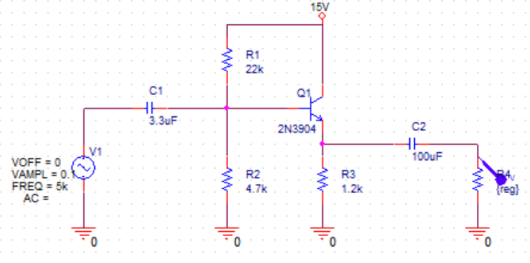 15V
R1
22k
C1
3.3uF
Q1
2N3904
C2
100uF
V1
VOFF = 0
VAMPL = 0.1
FREQ = 5k
AC =
R2
4.7k
R3
1.2k
{reg}
0
0
0
0